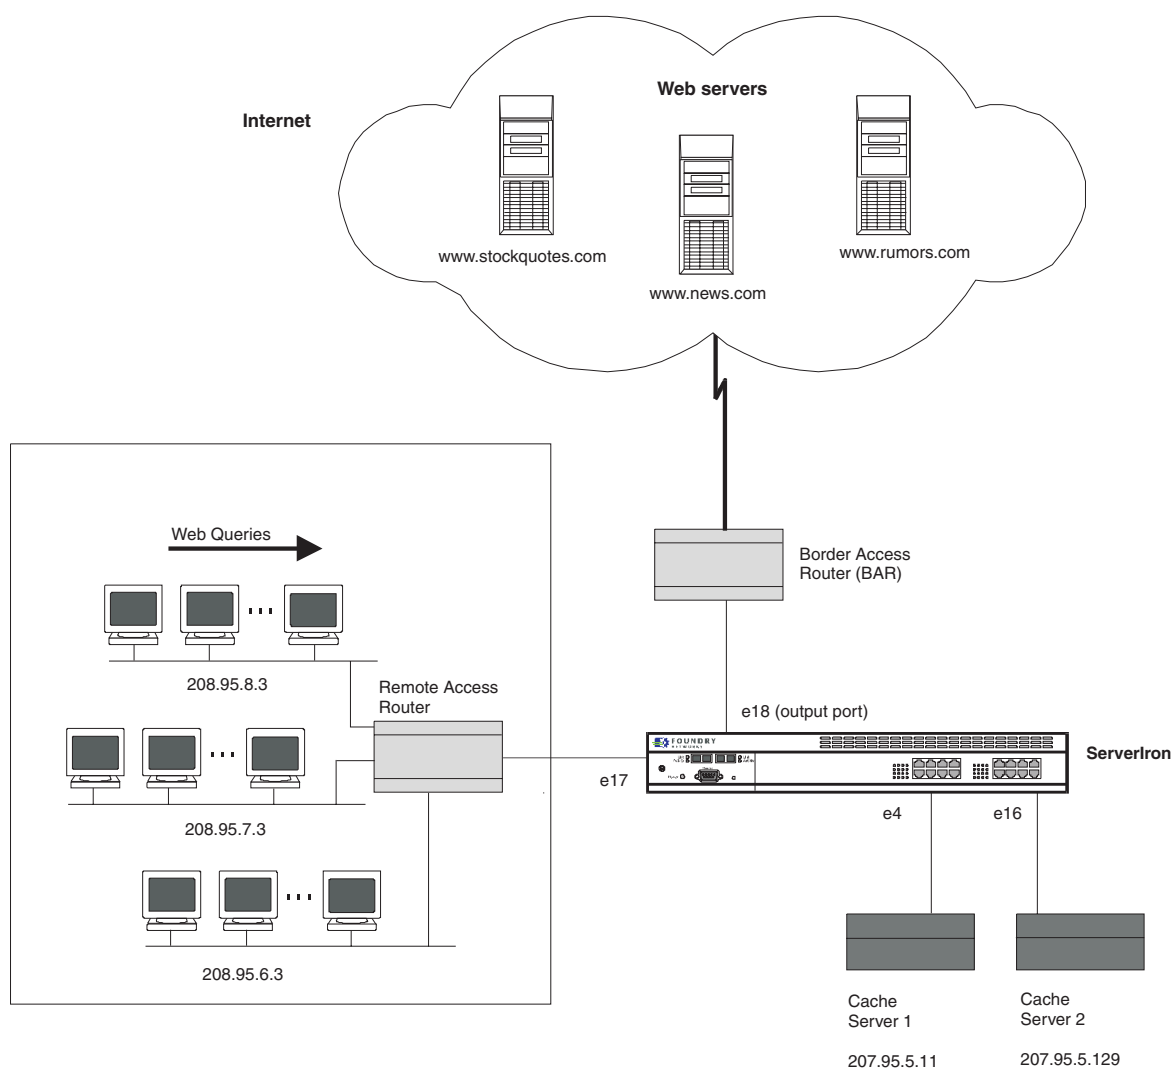 Web servers
Internet
www.stockquotes.com
www.rumors.com
www.news.com
Web Queries
Border Access
Router (BAR)
208.95.8.3
Remote Access
Router
e18 (output port)
FOUNDRY
NETWORKS
ServerIron
e17
e4
e16
208.95.7.3
208.95.6.3
Cache
Server 1
207.95.5.11
Cache
Server 2
207.95.5.129